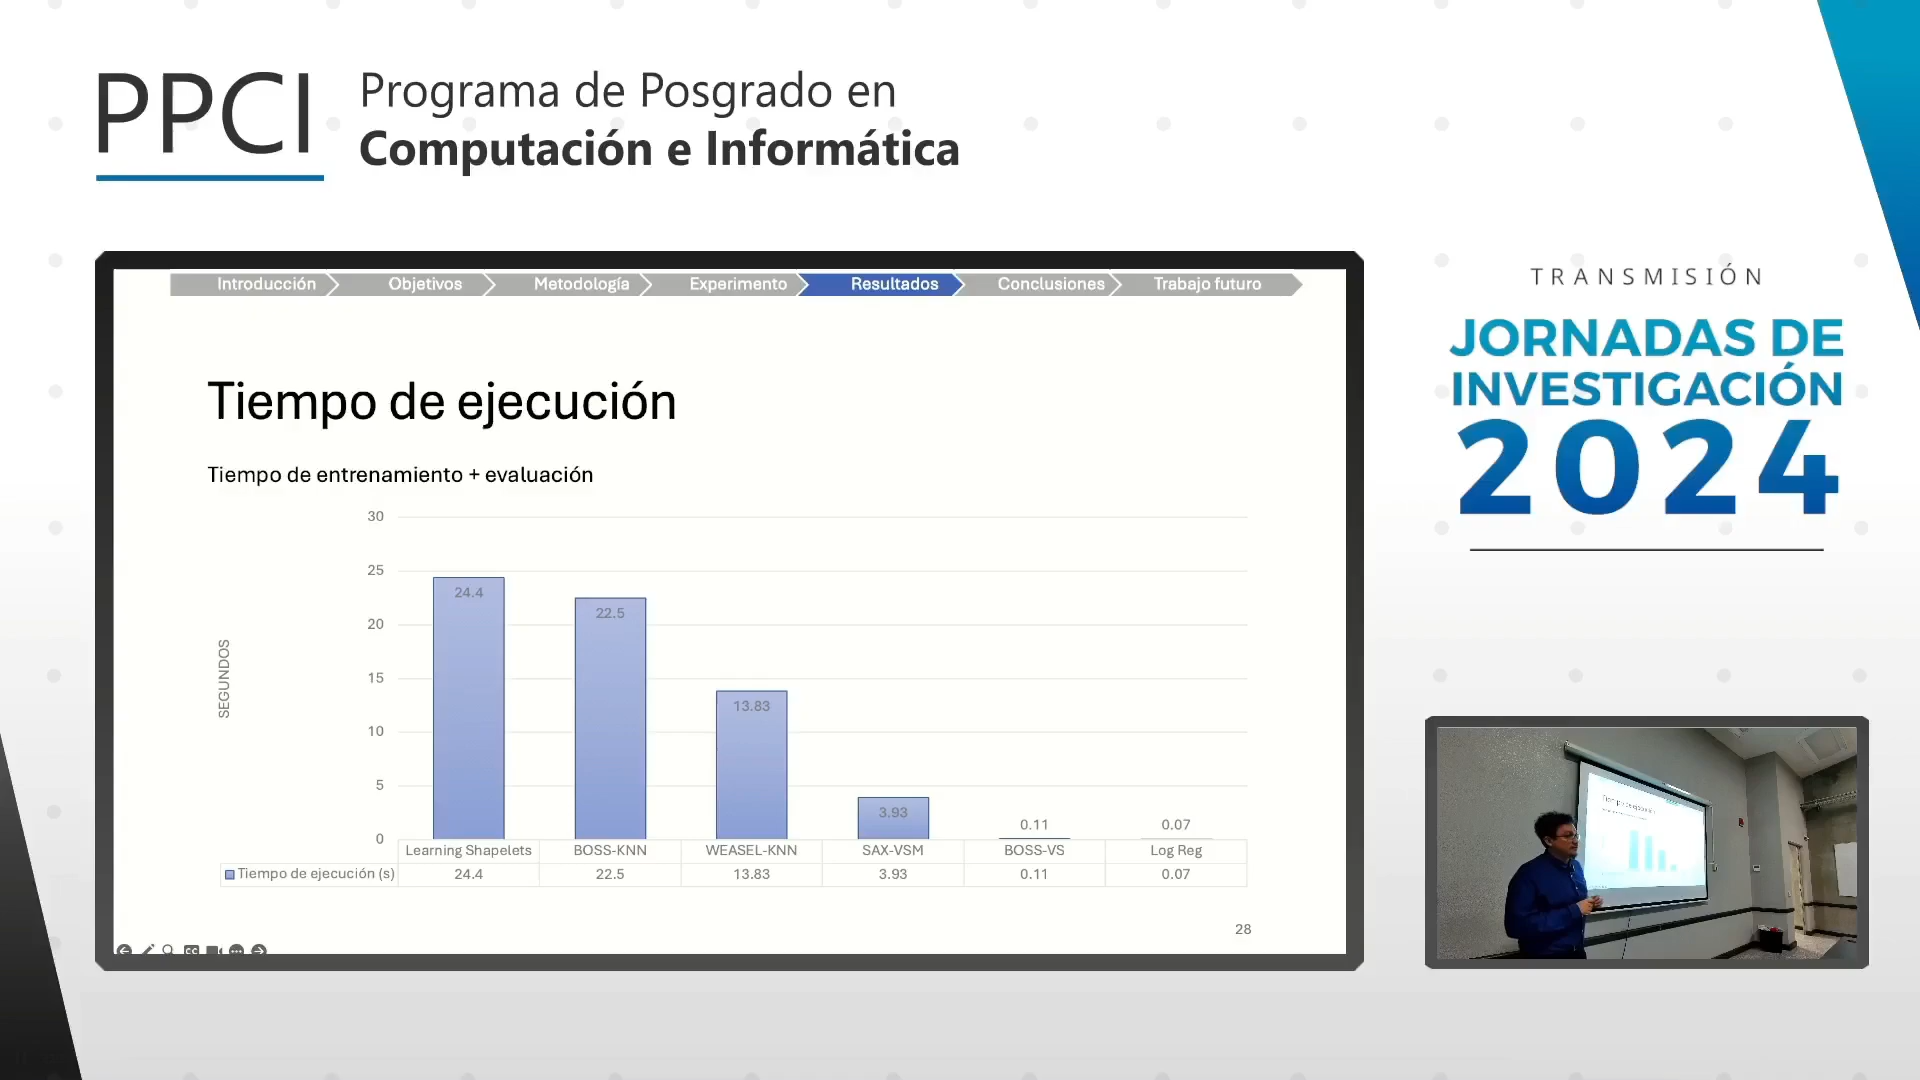 PPCI
Programa de Posgrado en
Computación e Informática
Introducción
Objetivos
Metodología
Experimento
Resultados
Conclusiones
Trabajo futuro
Tiempo de ejecución
Tiempo de entrenamiento + evaluación
SEGUNDOS
30
25
20
15
10
5
0
24.4
22.5
13.83
3.93
0.11
0.07
Learning Shapelets BOSS-KNN WEASEL-KNN SAX-VSM BOSS-VS Log Reg
Tiempo de ejecución (s) 24.4 22.5 13.83 3.93 0.11 0.07
28
TRANSMISIÓN
JORNADAS DE
INVESTIGACIÓN
2024
Tiempo de ejecución